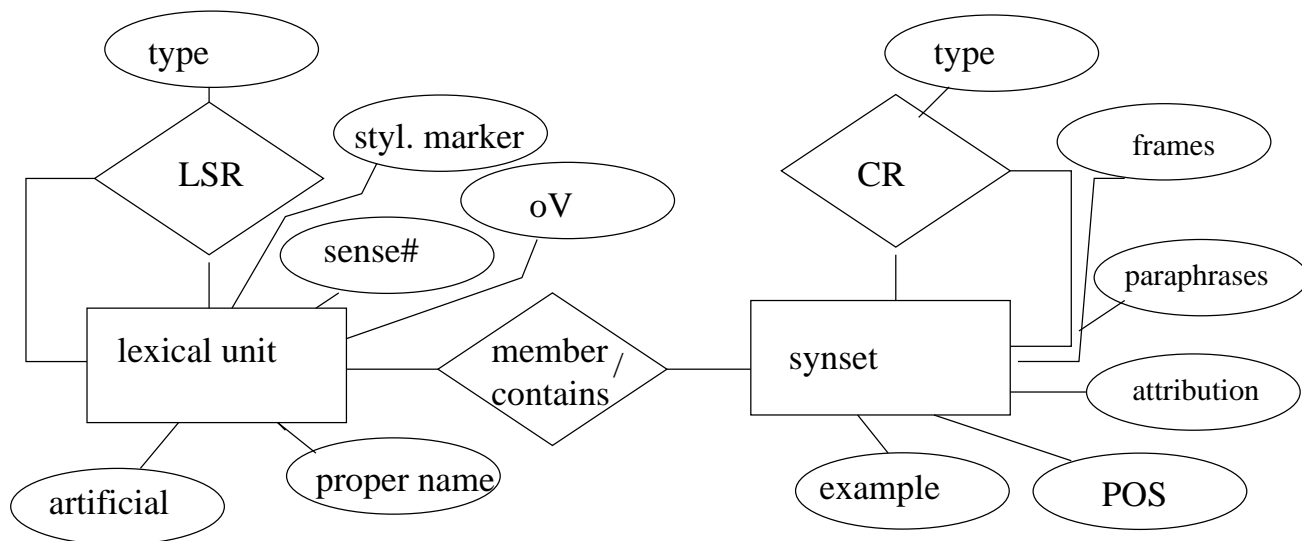 type
type
styl. marker
frames
LSR
CR
oV
sense#
paraphrases
lexical unit
member /
contains
synset
attribution
artificial
proper name
example
POS